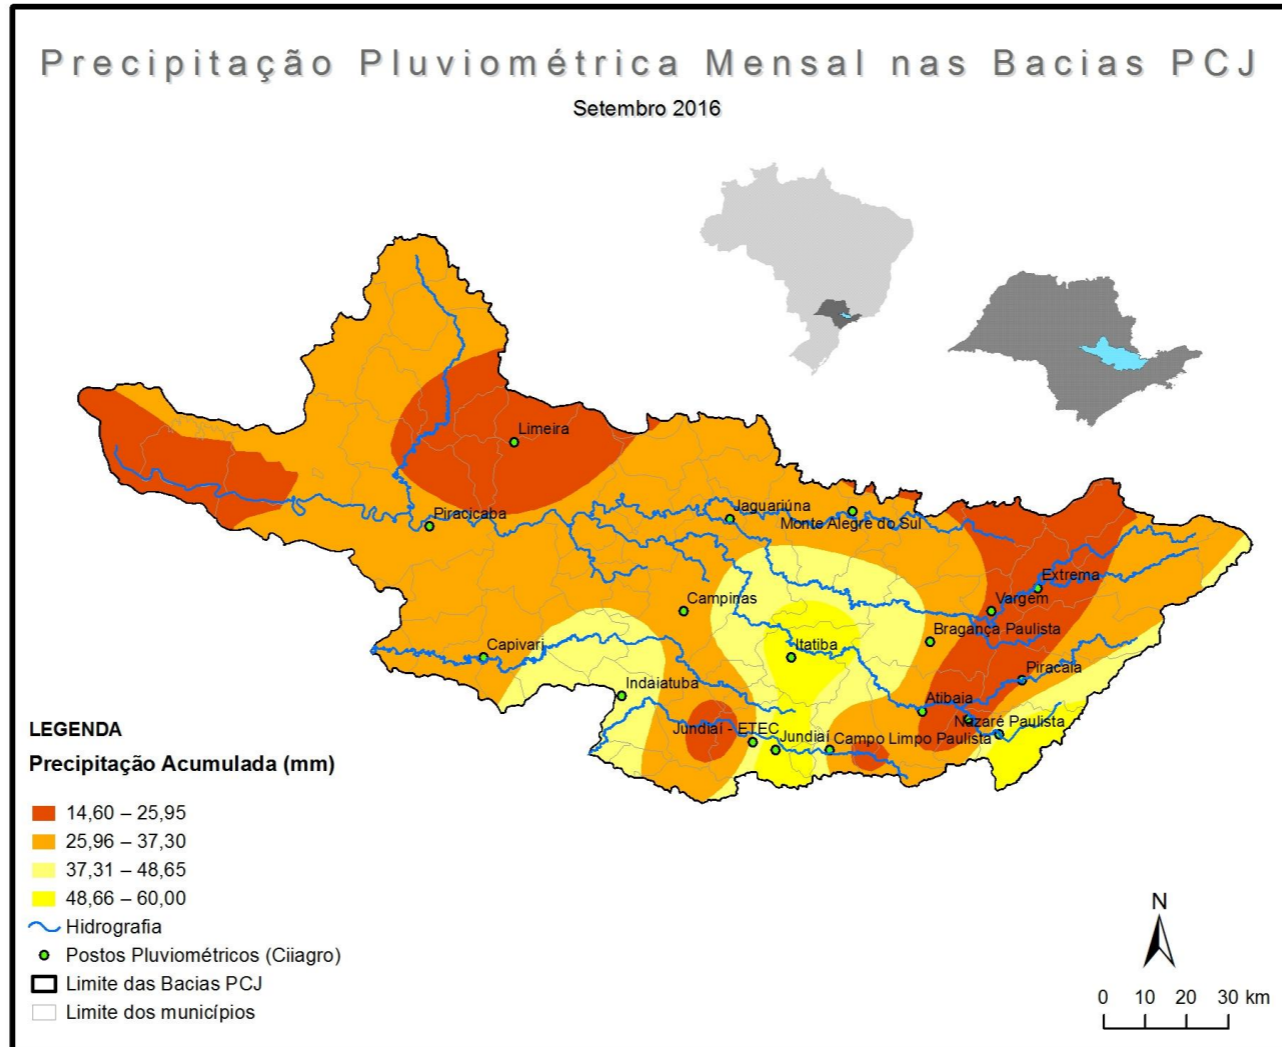 Precipitação Pluviométrica Mensal nas Bacias PCJ
Setembro 2016
Limeira
Piracicaba
Jaguariúna
Monte Alegre do Sul
Extrema
Vargem
Campinas
Bragança Paulista
Capivari
Itatiba
Piracaia
Indaiatuba
Atibaia
Nazaré Paulista
Jundiaí - ETEC
Jundiaí
Campo Limpo Paulista
LEGENDA
Precipitação Acumulada (mm)
14,60 – 25,95
25,96 – 37,30
37,31 – 48,65
48,66 – 60,00
Hidrografia
Postos Pluviométricos (Ciiagro)
Limite das Bacias PCJ
Limite dos municípios
N
0 10 20 30 km